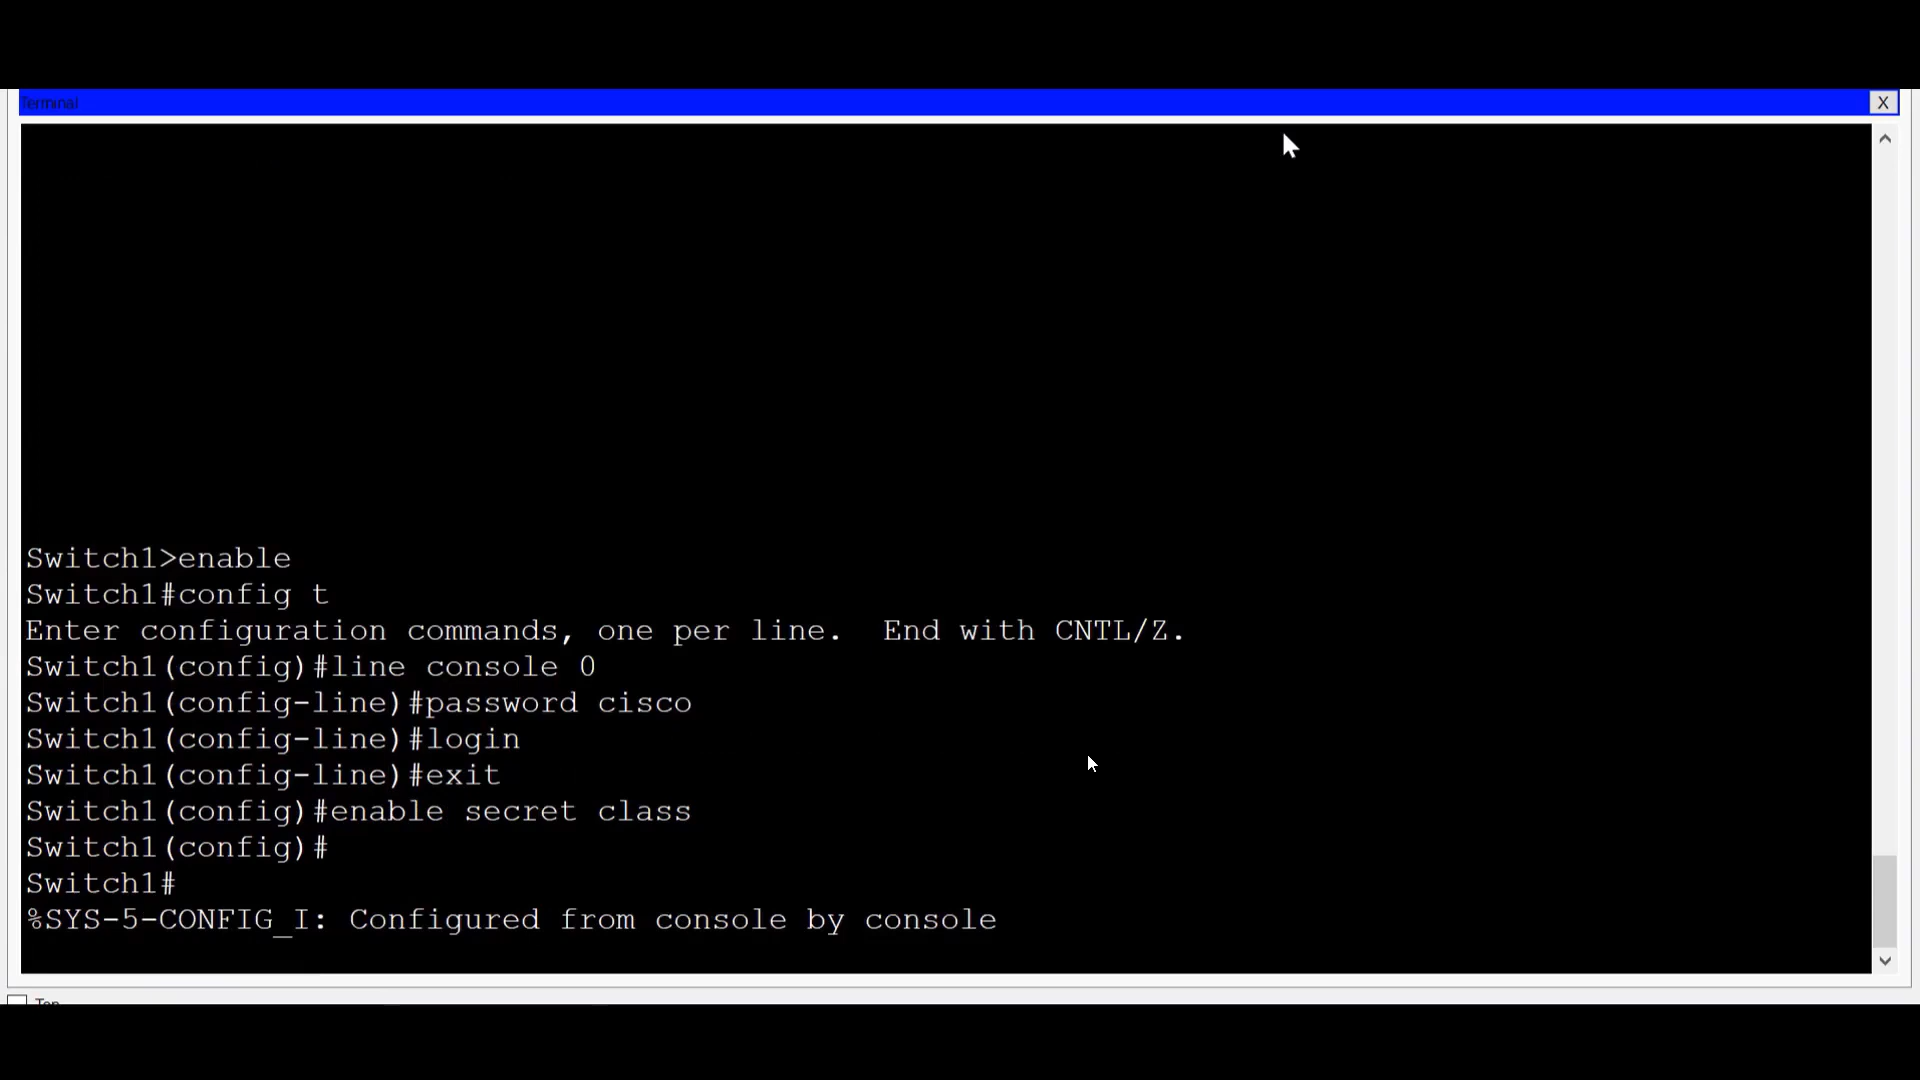 Terminal
X
Switch1>enable
Switch1#config t
Enter configuration commands, one per line.  End with CNTL/Z.
Switch1(config)#line console 0
Switch1(config-line)#password cisco
Switch1(config-line)#login
Switch1(config-line)#exit
Switch1(config)#enable secret class
Switch1(config)#
Switch1#
%SYS-5-CONFIG_I: Configured from console by console
Top